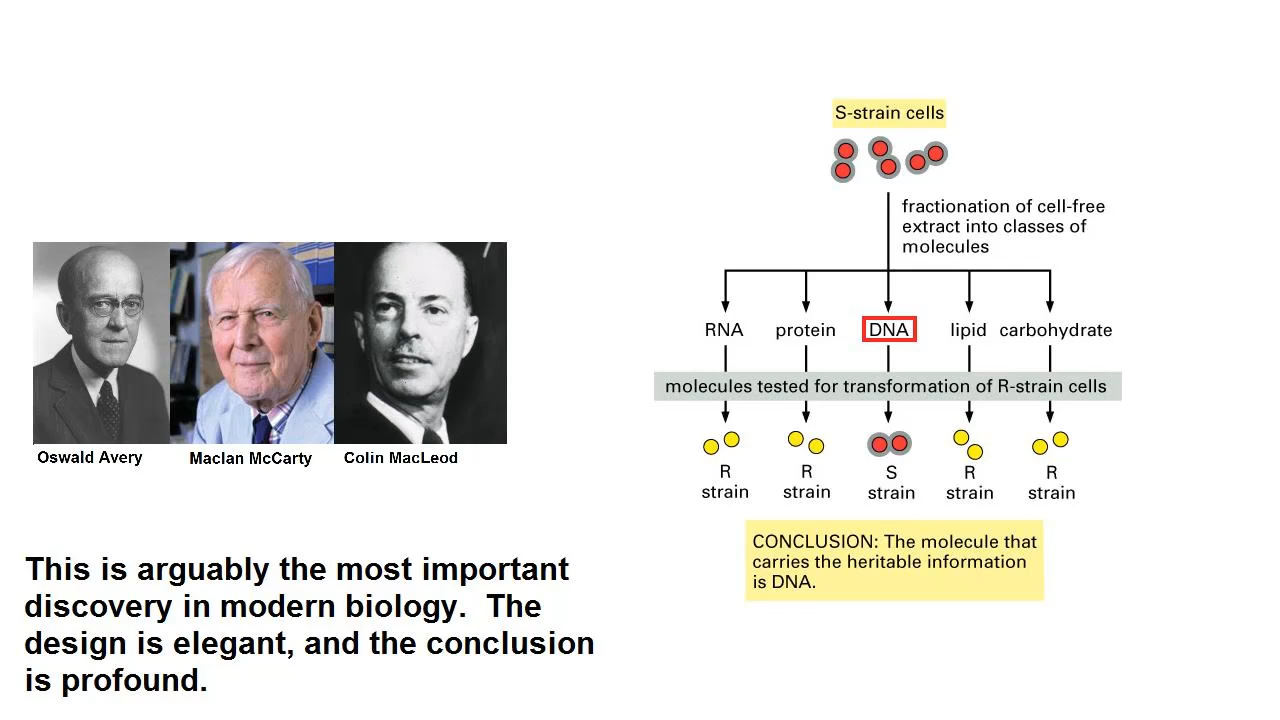 S-strain cells
fractionation of cell-free
extract into classes of
molecules
RNA protein DNA lipid carbohydrate
molecules tested for transformation of R-strain cells
R strain
R strain
S strain
R strain
R strain
CONCLUSION: The molecule that
carries the heritable information
is DNA.
Oswald Avery
Maclan McCarty
Colin MacLeod
This is arguably the most important
discovery in modern biology. The
design is elegant, and the conclusion
is profound.